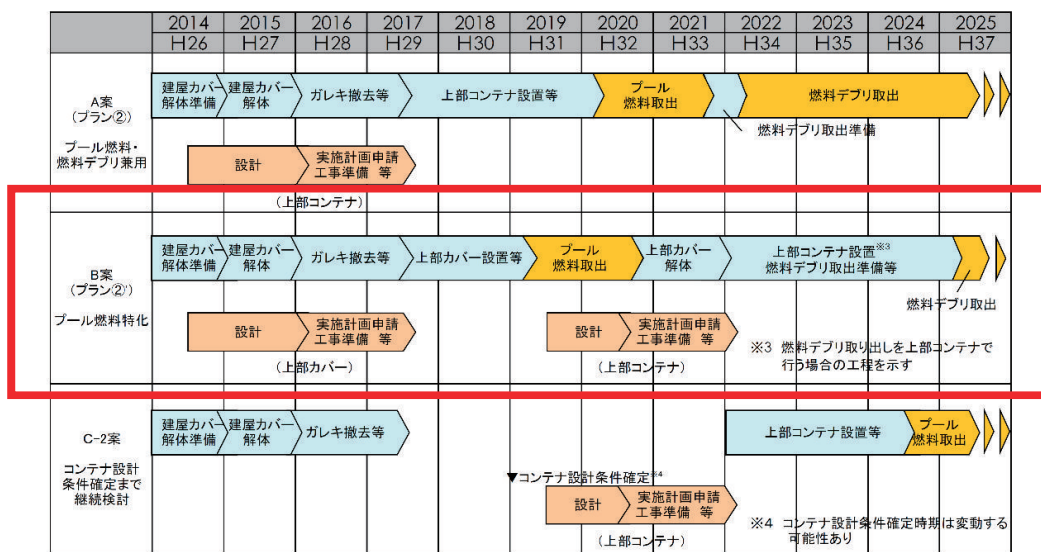 2014 2015 2016 2017 2018 2019 2020 2021 2022 2023 2024 2025
H26 H27 H28 H29 H30 H31 H32 H33 H34 H35 H36 H37
A案
(プラン②)
プール燃料・
燃料デブリ兼用
建屋カバー
解体準備
建屋カバー
解体
ガレキ撤去等
上部コンテナ設置等
プール
燃料取出
燃料デブリ取出
燃料デブリ取出準備
設計
実施計画申請
工事準備 等
(上部コンテナ)
B案
(プラン②')
プール燃料特化
建屋カバー
解体準備
建屋カバー
解体
ガレキ撤去等
上部カバー設置等
プール
燃料取出
上部カバー
解体
上部コンテナ設置※3
燃料デブリ取出準備等
燃料デブリ取出
設計
実施計画申請
工事準備 等
(上部カバー)
設計
実施計画申請
工事準備 等
(上部コンテナ)
※3 燃料デブリ取り出しを上部コンテナで
行う場合の工程を示す
C-2案
コンテナ設計
条件確定まで
継続検討
建屋カバー
解体準備
建屋カバー
解体
ガレキ撤去等
上部コンテナ設置等
プール
燃料取出
▼コンテナ設計条件確定※4
設計
実施計画申請
工事準備 等
(上部コンテナ)
※4 コンテナ設計条件確定時期は変動する
可能性あり